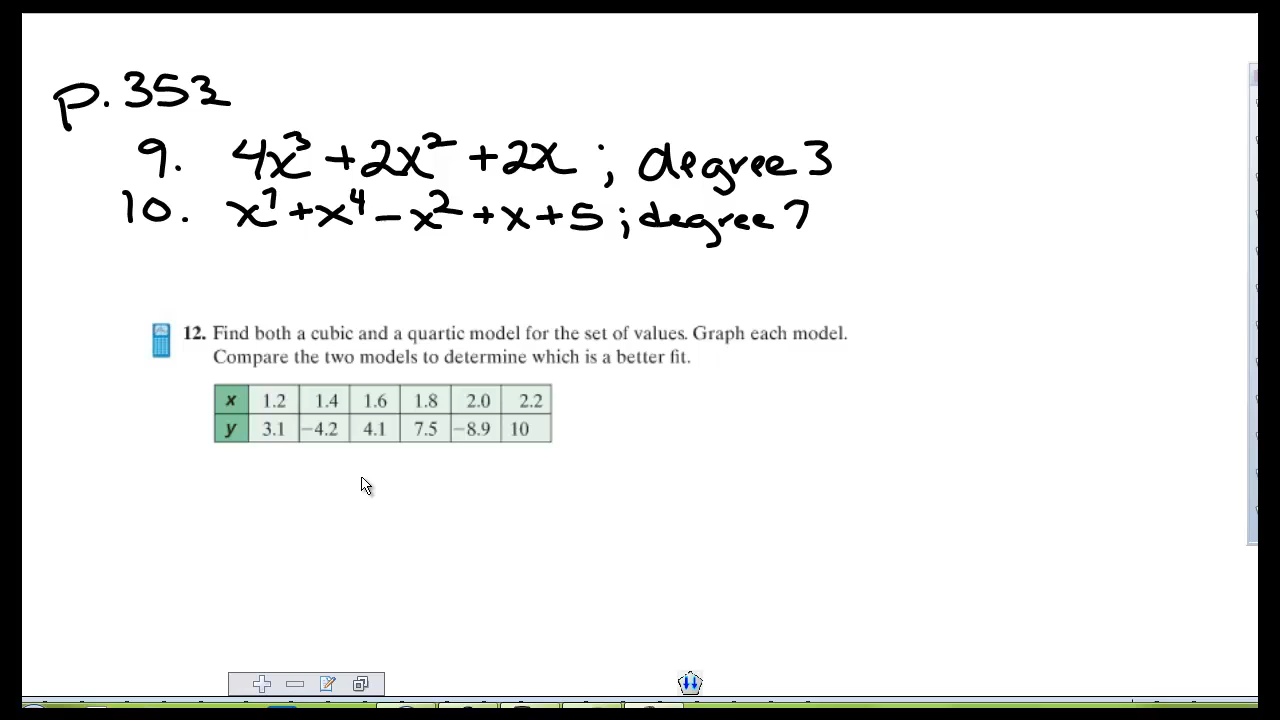 p. 353
9. 4x³ + 2x² + 2x ; degree 3
10. x⁷ + x⁴ - x² + x + 5 ; degree 7
12. Find both a cubic and a quartic model for the set of values. Graph each model.
Compare the two models to determine which is a better fit.
x 1.2 1.4 1.6 1.8 2.0 2.2
y 3.1 −4.2 4.1 7.5 −8.9 10